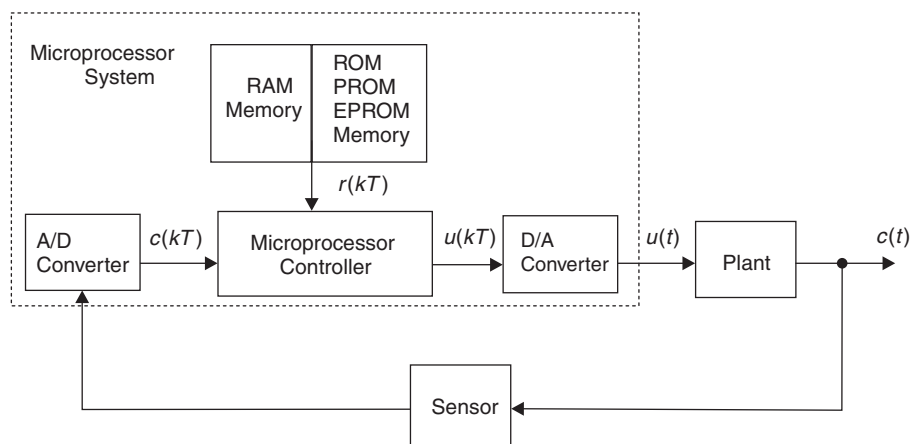 Microprocessor
System
RAM
Memory
ROM
PROM
EPROM
Memory
r(kT)
A/D
Converter
c(kT)
Microprocessor
Controller
u(kT)
D/A
Converter
u(t)
Plant
c(t)
Sensor